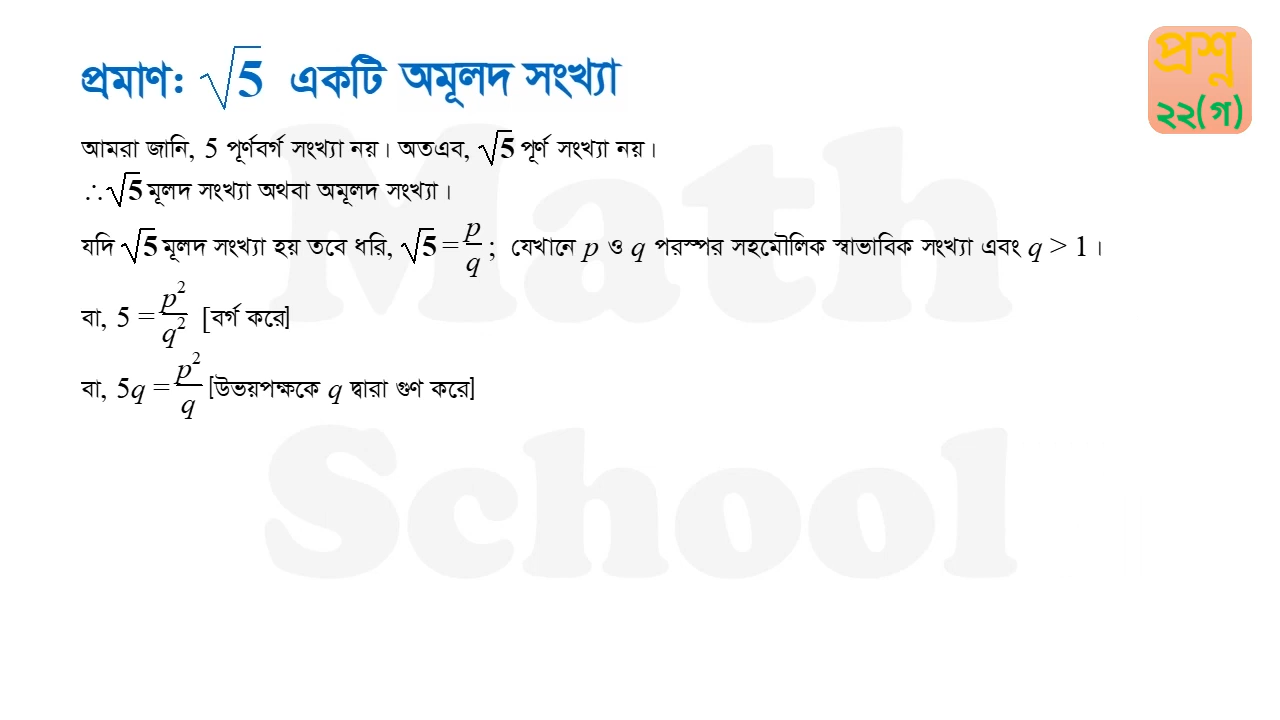 প্রমাণ: √5 একটি অমূলদ সংখ্যা
প্রশ্ন
২২(গ)
আমরা জানি, 5 পূর্ণবর্গ সংখ্যা নয়। অতএব, √5 পূর্ণ সংখ্যা নয়।
∴ √5 মূলদ সংখ্যা অথবা অমূলদ সংখ্যা।
যদি √5 মূলদ সংখ্যা হয় তবে ধরি, √5 = p/q ; যেখানে p ও q পরস্পর সহমৌলিক স্বাভাবিক সংখ্যা এবং q > 1।
বা, 5 = p²/q² [বর্গ করে]
বা, 5q = p²/q [উভয়পক্ষকে q দ্বারা গুণ করে]
Math
School